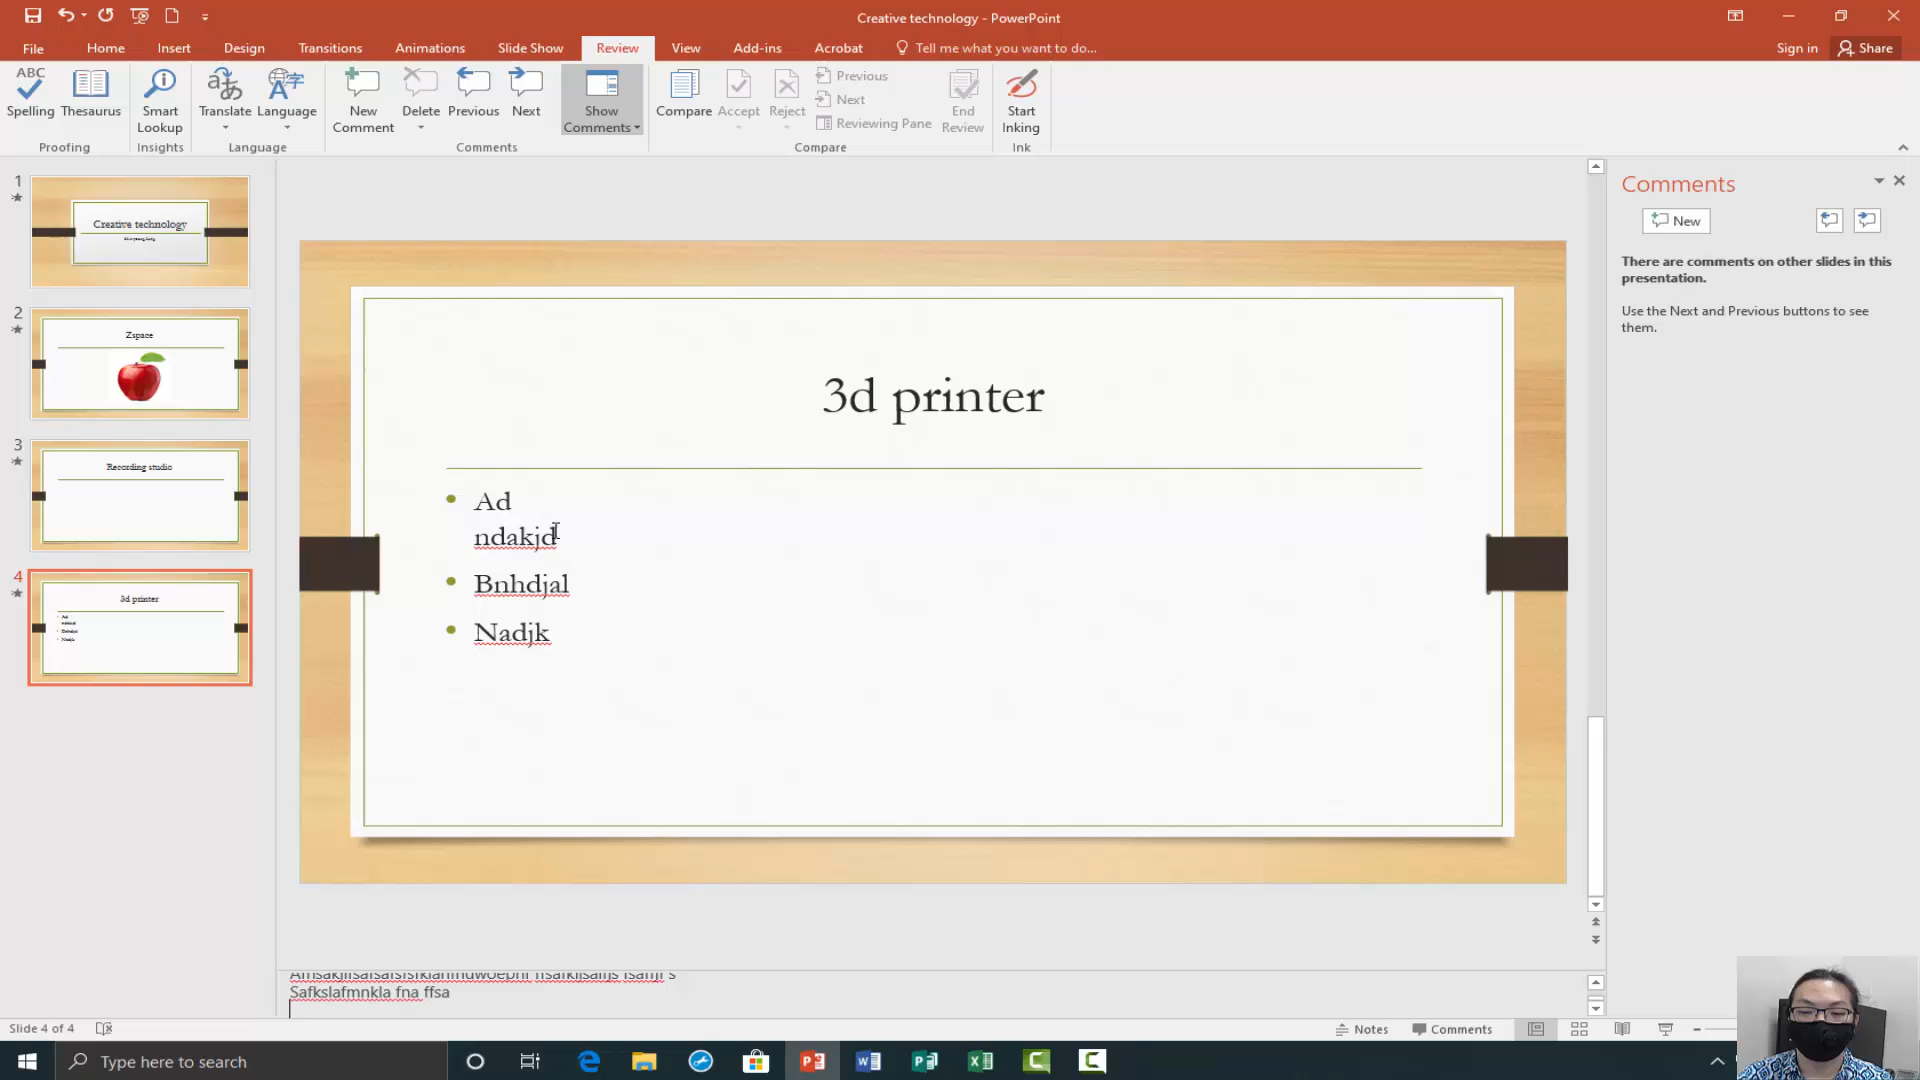 Creative technology - PowerPoint
File Home Insert Design Transitions Animations Slide Show Review View Add-ins Acrobat Tell me what you want to do... Sign in Share
ABC
Spelling Thesaurus Smart Lookup Translate Language New Comment Delete Previous Next Show Comments Compare Accept Reject Previous Next Reviewing Pane End Review Start Inking
Proofing Insights Language Comments Compare Ink
1
Creative technology
2
Zspace
3
Recording studio
4
3d printer
Ad
Bnhdjal
Nadjk
3d printer
Ad
ndakjd
Bnhdjal
Nadjk
Comments
New
There are comments on other slides in this
presentation.
Use the Next and Previous buttons to see
them.
Safkslafmnkla fna ffsa
Slide 4 of 4 Notes Comments
Type here to search